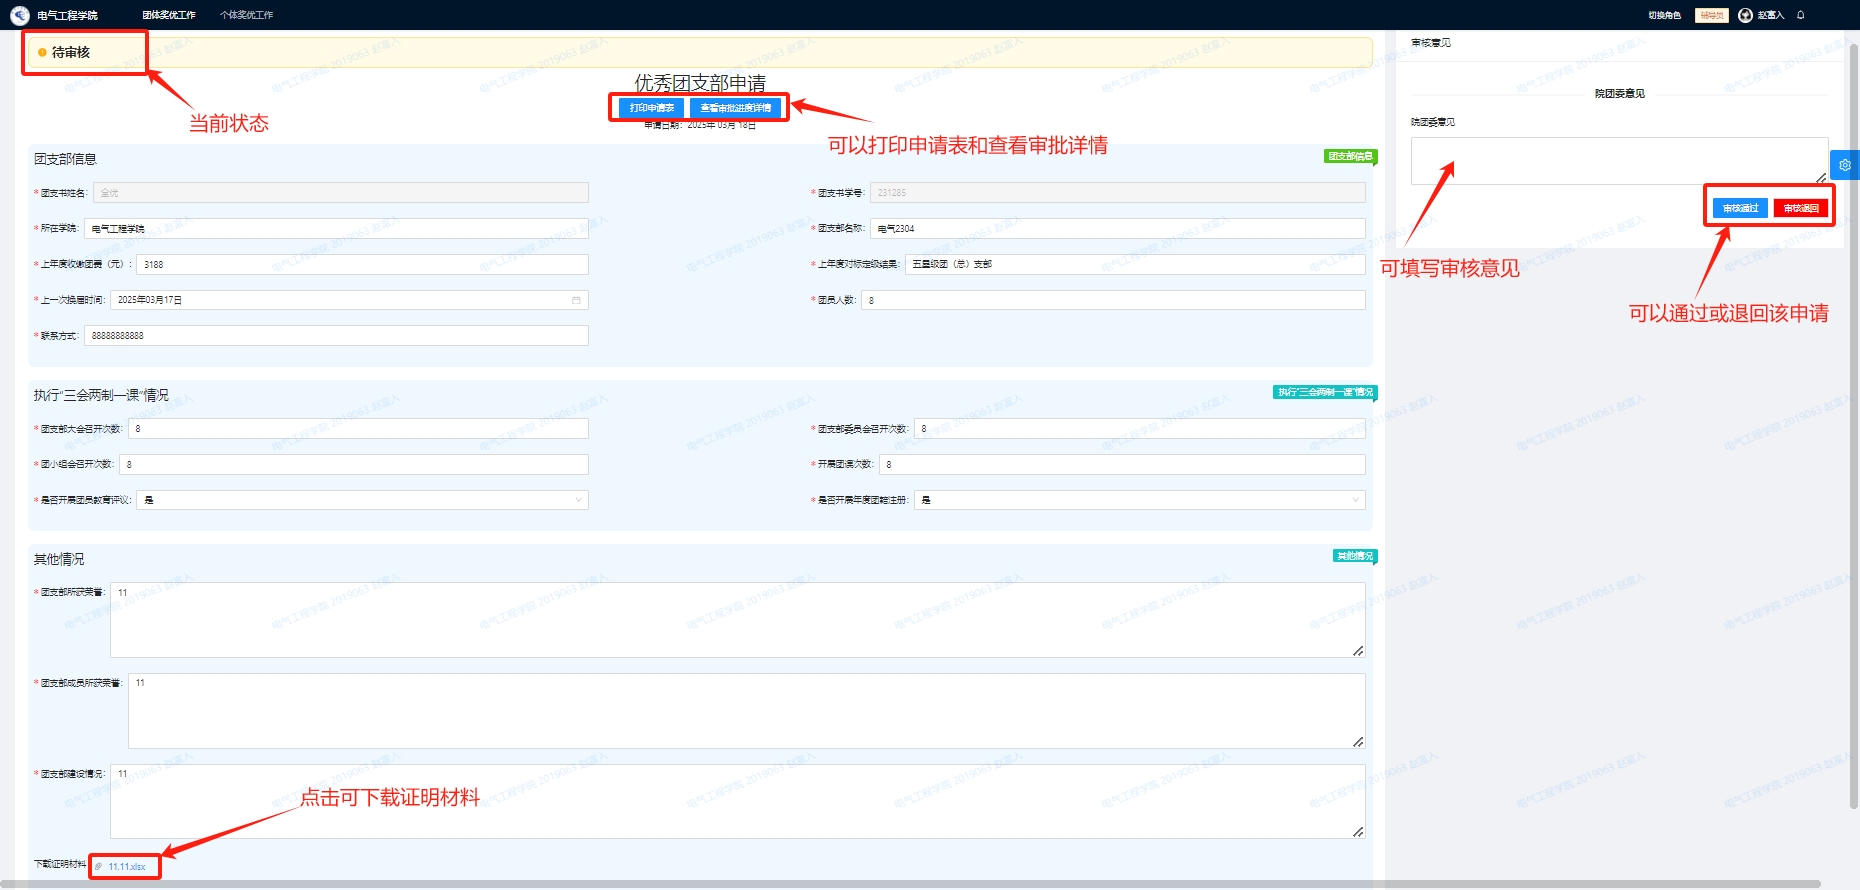 电气工程学院 团体奖优工作 个体奖优工作 切换角色 辅导员 赵富入
待审核
当前状态
优秀团支部申请
打印申请表 查看审批进度详情
申请日期：2025年 03月 18日
可以打印申请表和查看审批详情
团支部信息 团支部信息
*团支书姓名： 全优 *团支书学号： 231285
*所在学院： 电气工程学院 *团支部名称： 电气2304
*上年度收缴团费（元）： 3188 *上年度对标定级结果： 五星级团（总）支部
*上一次换届时间： 2025年03月17日 *团员人数： 8
*联系方式： 88888888888
执行“三会两制一课”情况 执行“三会两制一课”情况
*团支部大会召开次数： 8 *团支部委员会召开次数： 8
*团小组会召开次数： 8 *开展团课次数： 8
*是否开展团员教育评议： 是 *是否开展年度团籍注册： 是
其他情况 其他情况
*团支部所获荣誉： 11
*团支部成员所获荣誉： 11
*团支部建设情况： 11
点击可下载证明材料
下载证明材料 11.11.xlsx
审核意见
院团委意见
院团委意见
审核通过 审核退回
可填写审核意见
可以通过或退回该申请
电气工程学院 2019063 赵富入